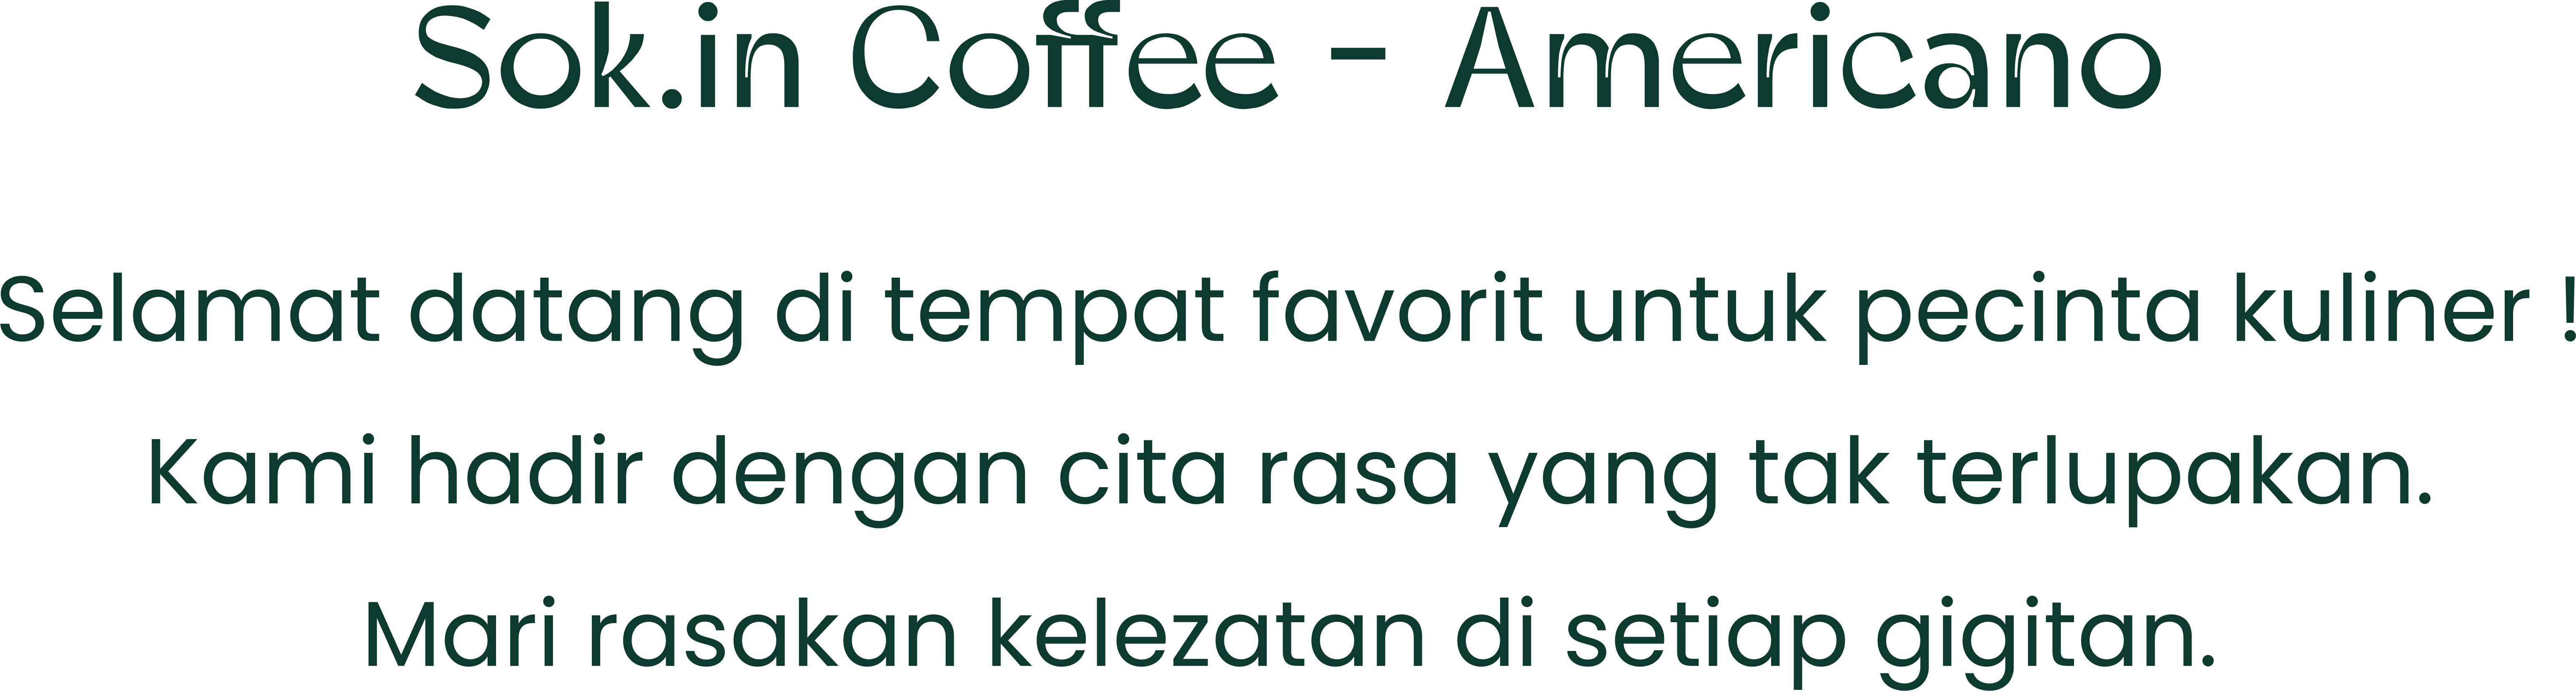 Sok.in Coffee - Americano
Selamat datang di tempat favorit untuk pecinta kuliner !
Kami hadir dengan cita rasa yang tak terlupakan.
Mari rasakan kelezatan di setiap gigitan.